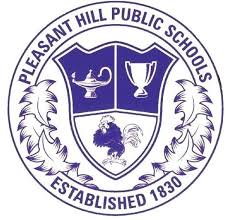 PLEASANT HILL PUBLIC SCHOOLS
ESTABLISHED 1830